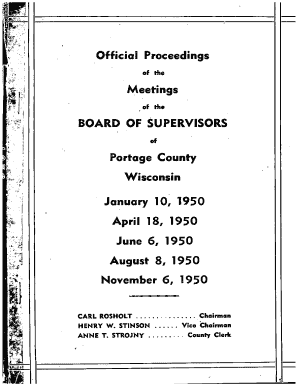 Official Proceedings
of the
Meetings
of the
BOARD OF SUPERVISORS
of
Portage County
Wisconsin
January 10, 1950
April 18, 1950
June 6, 1950
August 8, 1950
November 6, 1950
CARL ROSHOLT .............. Chairman
HENRY W. STINSON ...... Vice Chairman
ANNE T. STROJNY ......... County Clerk